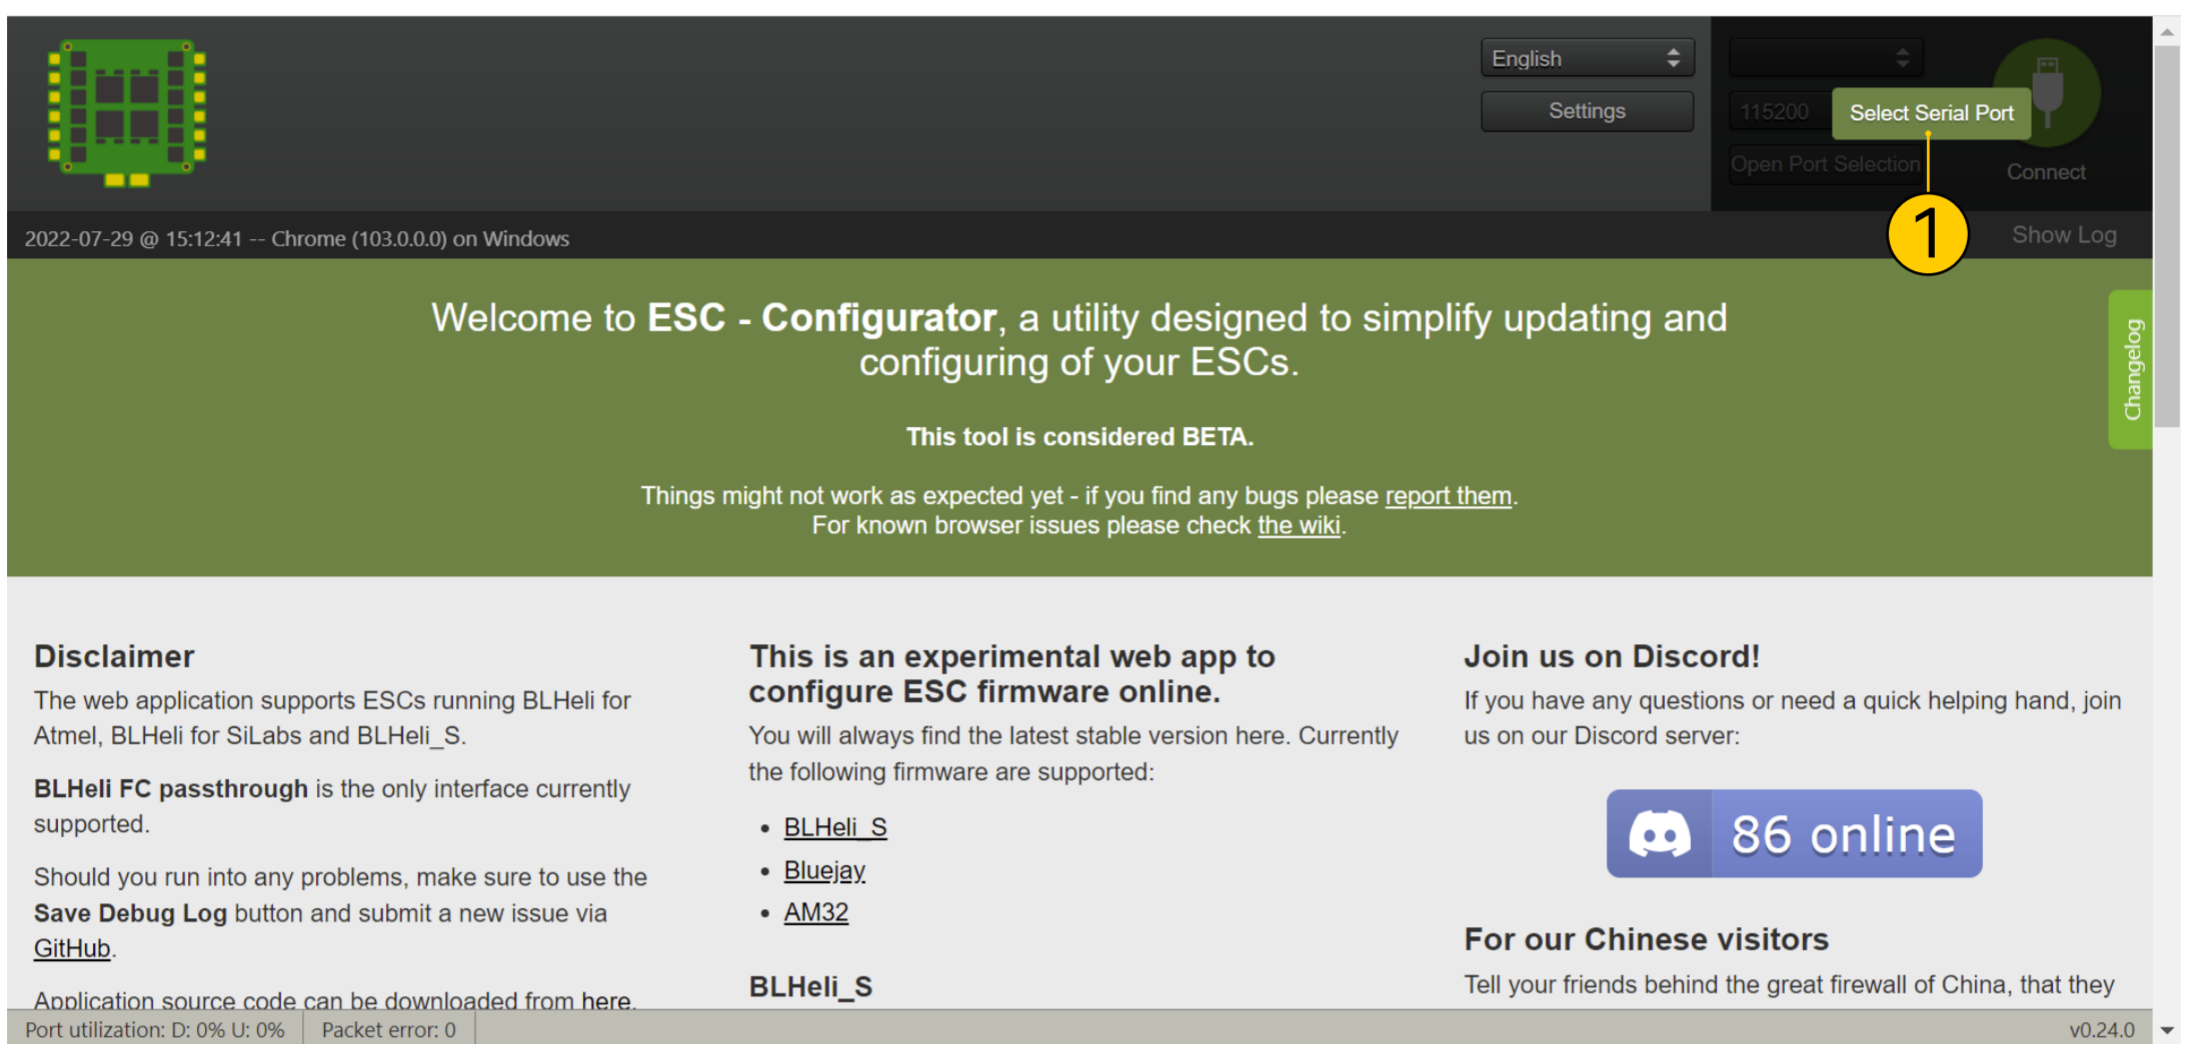 English
Settings
115200
Select Serial Port
Open Port Selection
Connect
1
2022-07-29 @ 15:12:41 -- Chrome (103.0.0.0) on Windows
Show Log
Welcome to ESC - Configurator, a utility designed to simplify updating and
configuring of your ESCs.
This tool is considered BETA.
Things might not work as expected yet - if you find any bugs please report them.
For known browser issues please check the wiki.
Changelog
Disclaimer
The web application supports ESCs running BLHeli for
Atmel, BLHeli for SiLabs and BLHeli_S.
BLHeli FC passthrough is the only interface currently
supported.
Should you run into any problems, make sure to use the
Save Debug Log button and submit a new issue via
GitHub.
Application source code can be downloaded from here.
This is an experimental web app to
configure ESC firmware online.
You will always find the latest stable version here. Currently
the following firmware are supported:
• BLHeli_S
• Bluejay
• AM32
BLHeli_S
Join us on Discord!
If you have any questions or need a quick helping hand, join
us on our Discord server:
86 online
For our Chinese visitors
Tell your friends behind the great firewall of China, that they
Port utilization: D: 0% U: 0%
Packet error: 0
v0.24.0